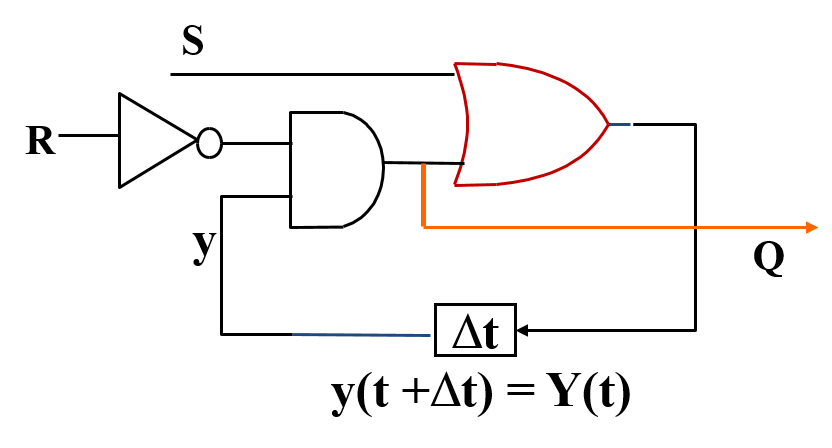 S
R
y
Q
Δt
y(t +Δt) = Y(t)